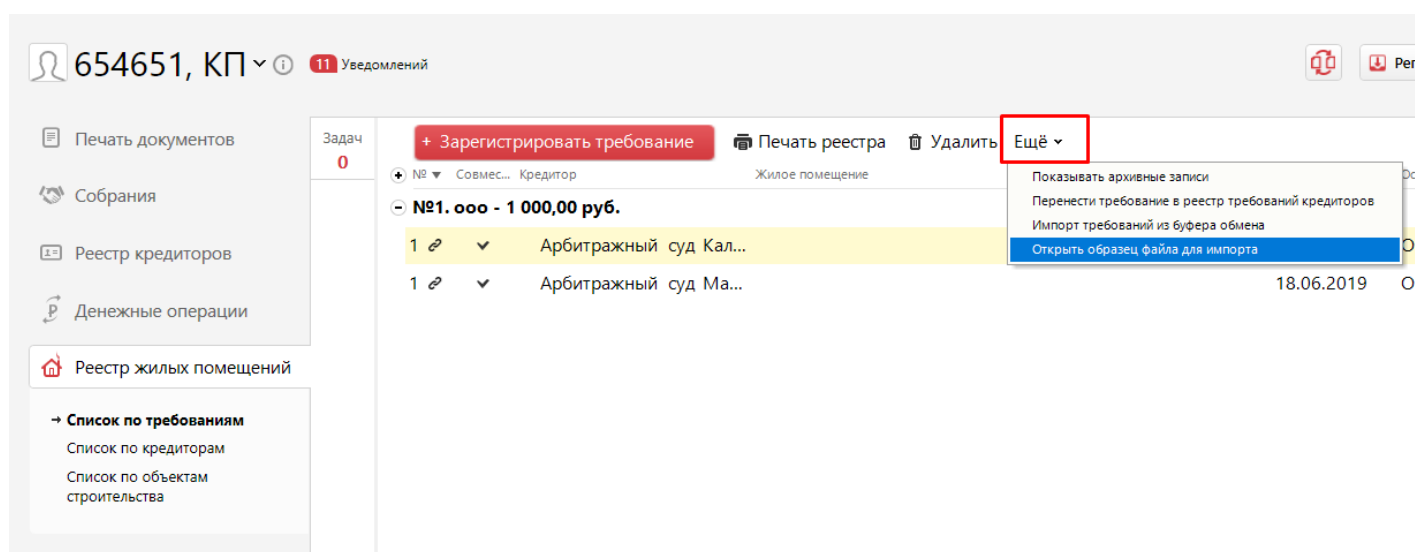 654651, КП
11 Уведомлений
Рег
Печать документов
Собрания
Реестр кредиторов
Денежные операции
Реестр жилых помещений
→ Список по требованиям
Список по кредиторам
Список по объектам
строительства
Задач
0
+ Зарегистрировать требование
Печать реестра
Удалить
Ещё
№ Совмес... Кредитор Жилое помещение
№1. ооо - 1 000,00 руб.
1 Арбитражный суд Кал...
1 Арбитражный суд Ма... 18.06.2019 О
Показывать архивные записи
Перенести требование в реестр требований кредиторов
Импорт требований из буфера обмена
Открыть образец файла для импорта